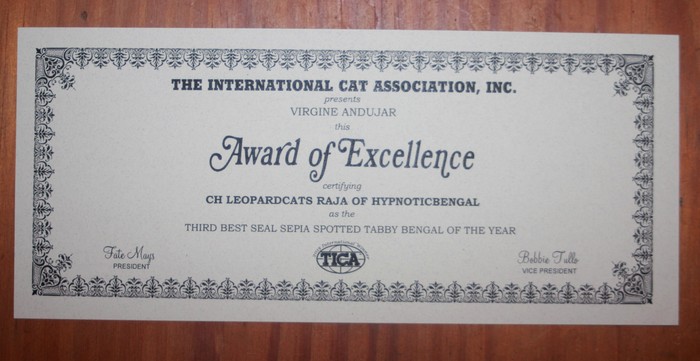 THE INTERNATIONAL CAT ASSOCIATION, INC.
presents
VIRGINE ANDUJAR
this
Award of Excellence
certifying
CH LEOPARDCATS RAJA OF HYPNOTICBENGAL
as the
THIRD BEST SEAL SEPIA SPOTTED TABBY BENGAL OF THE YEAR
Fate Mays
PRESIDENT
TICA
Bobbie Tullo
VICE PRESIDENT